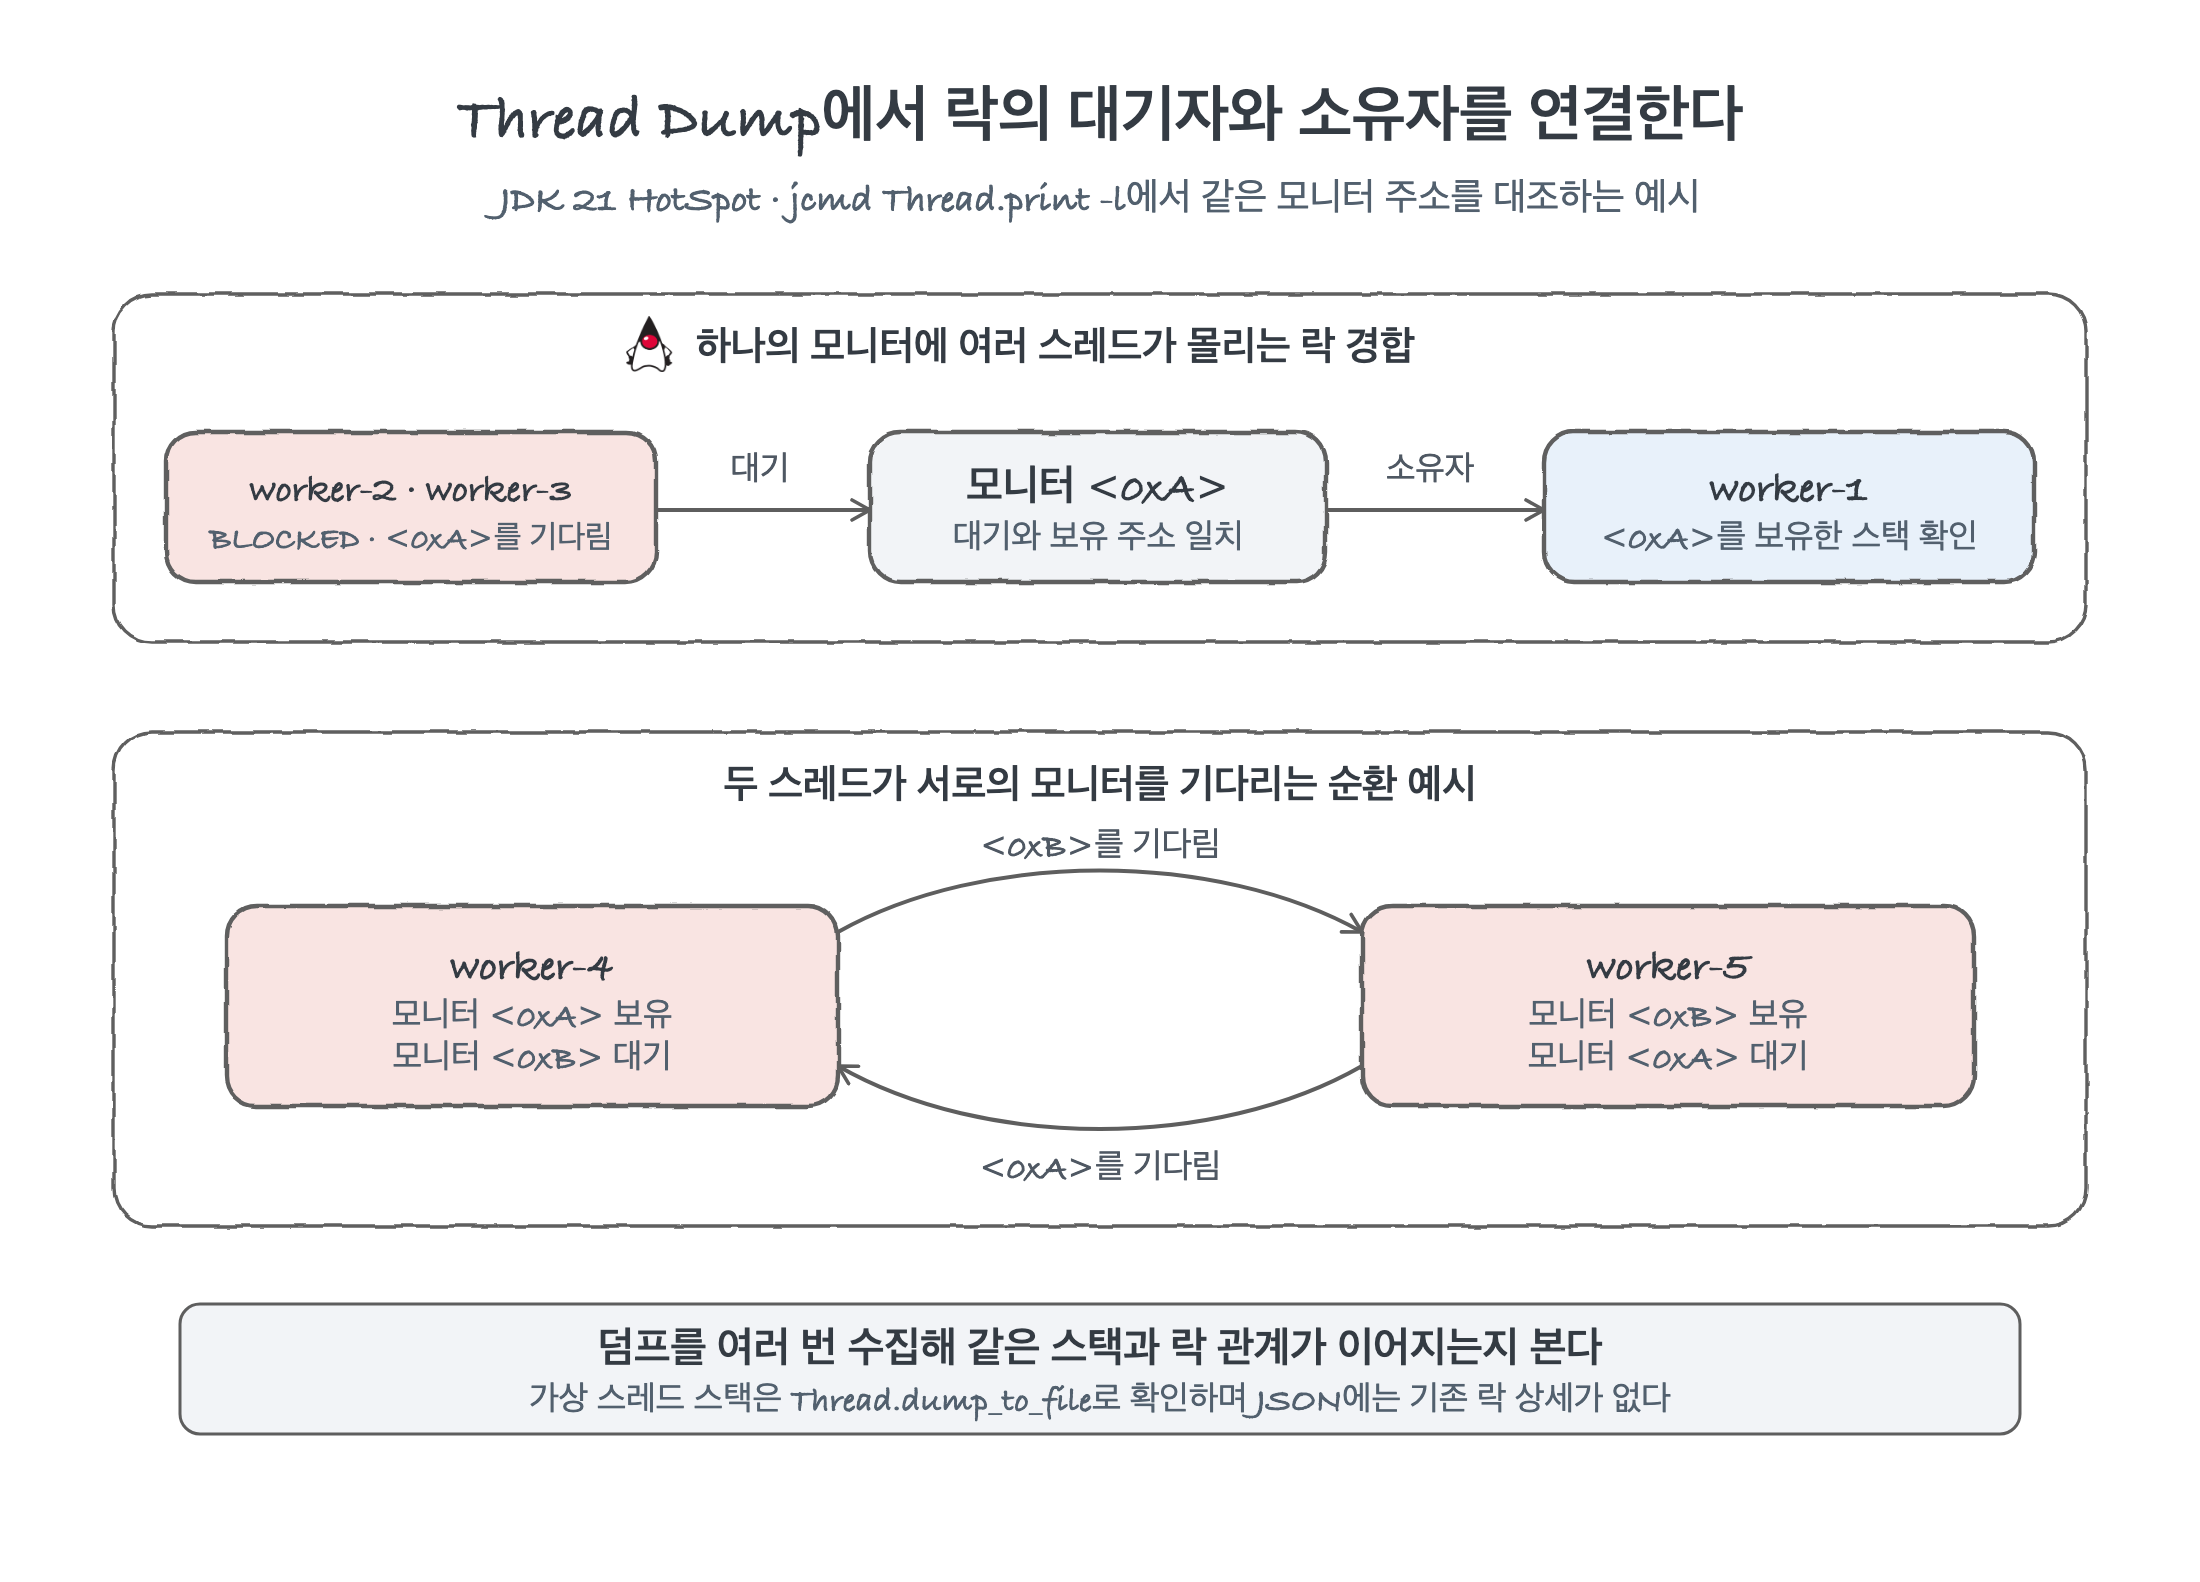 Thread Dump에서 락의 대기자와 소유자를 연결한다
JDK 21 HotSpot · jcmd Thread.print -l에서 같은 모니터 주소를 대조하는 예시
하나의 모니터에 여러 스레드가 몰리는 락 경합
worker-2 · worker-3
BLOCKED · <0xA>를 기다림
대기
모니터 <0xA>
대기와 보유 주소 일치
소유자
worker-1
<0xA>를 보유한 스택 확인
두 스레드가 서로의 모니터를 기다리는 순환 예시
<0xB>를 기다림
worker-4
모니터 <0xA> 보유
모니터 <0xB> 대기
worker-5
모니터 <0xB> 보유
모니터 <0xA> 대기
<0xA>를 기다림
덤프를 여러 번 수집해 같은 스택과 락 관계가 이어지는지 본다
가상 스레드 스택은 Thread.dump_to_file로 확인하며 JSON에는 기존 락 상세가 없다